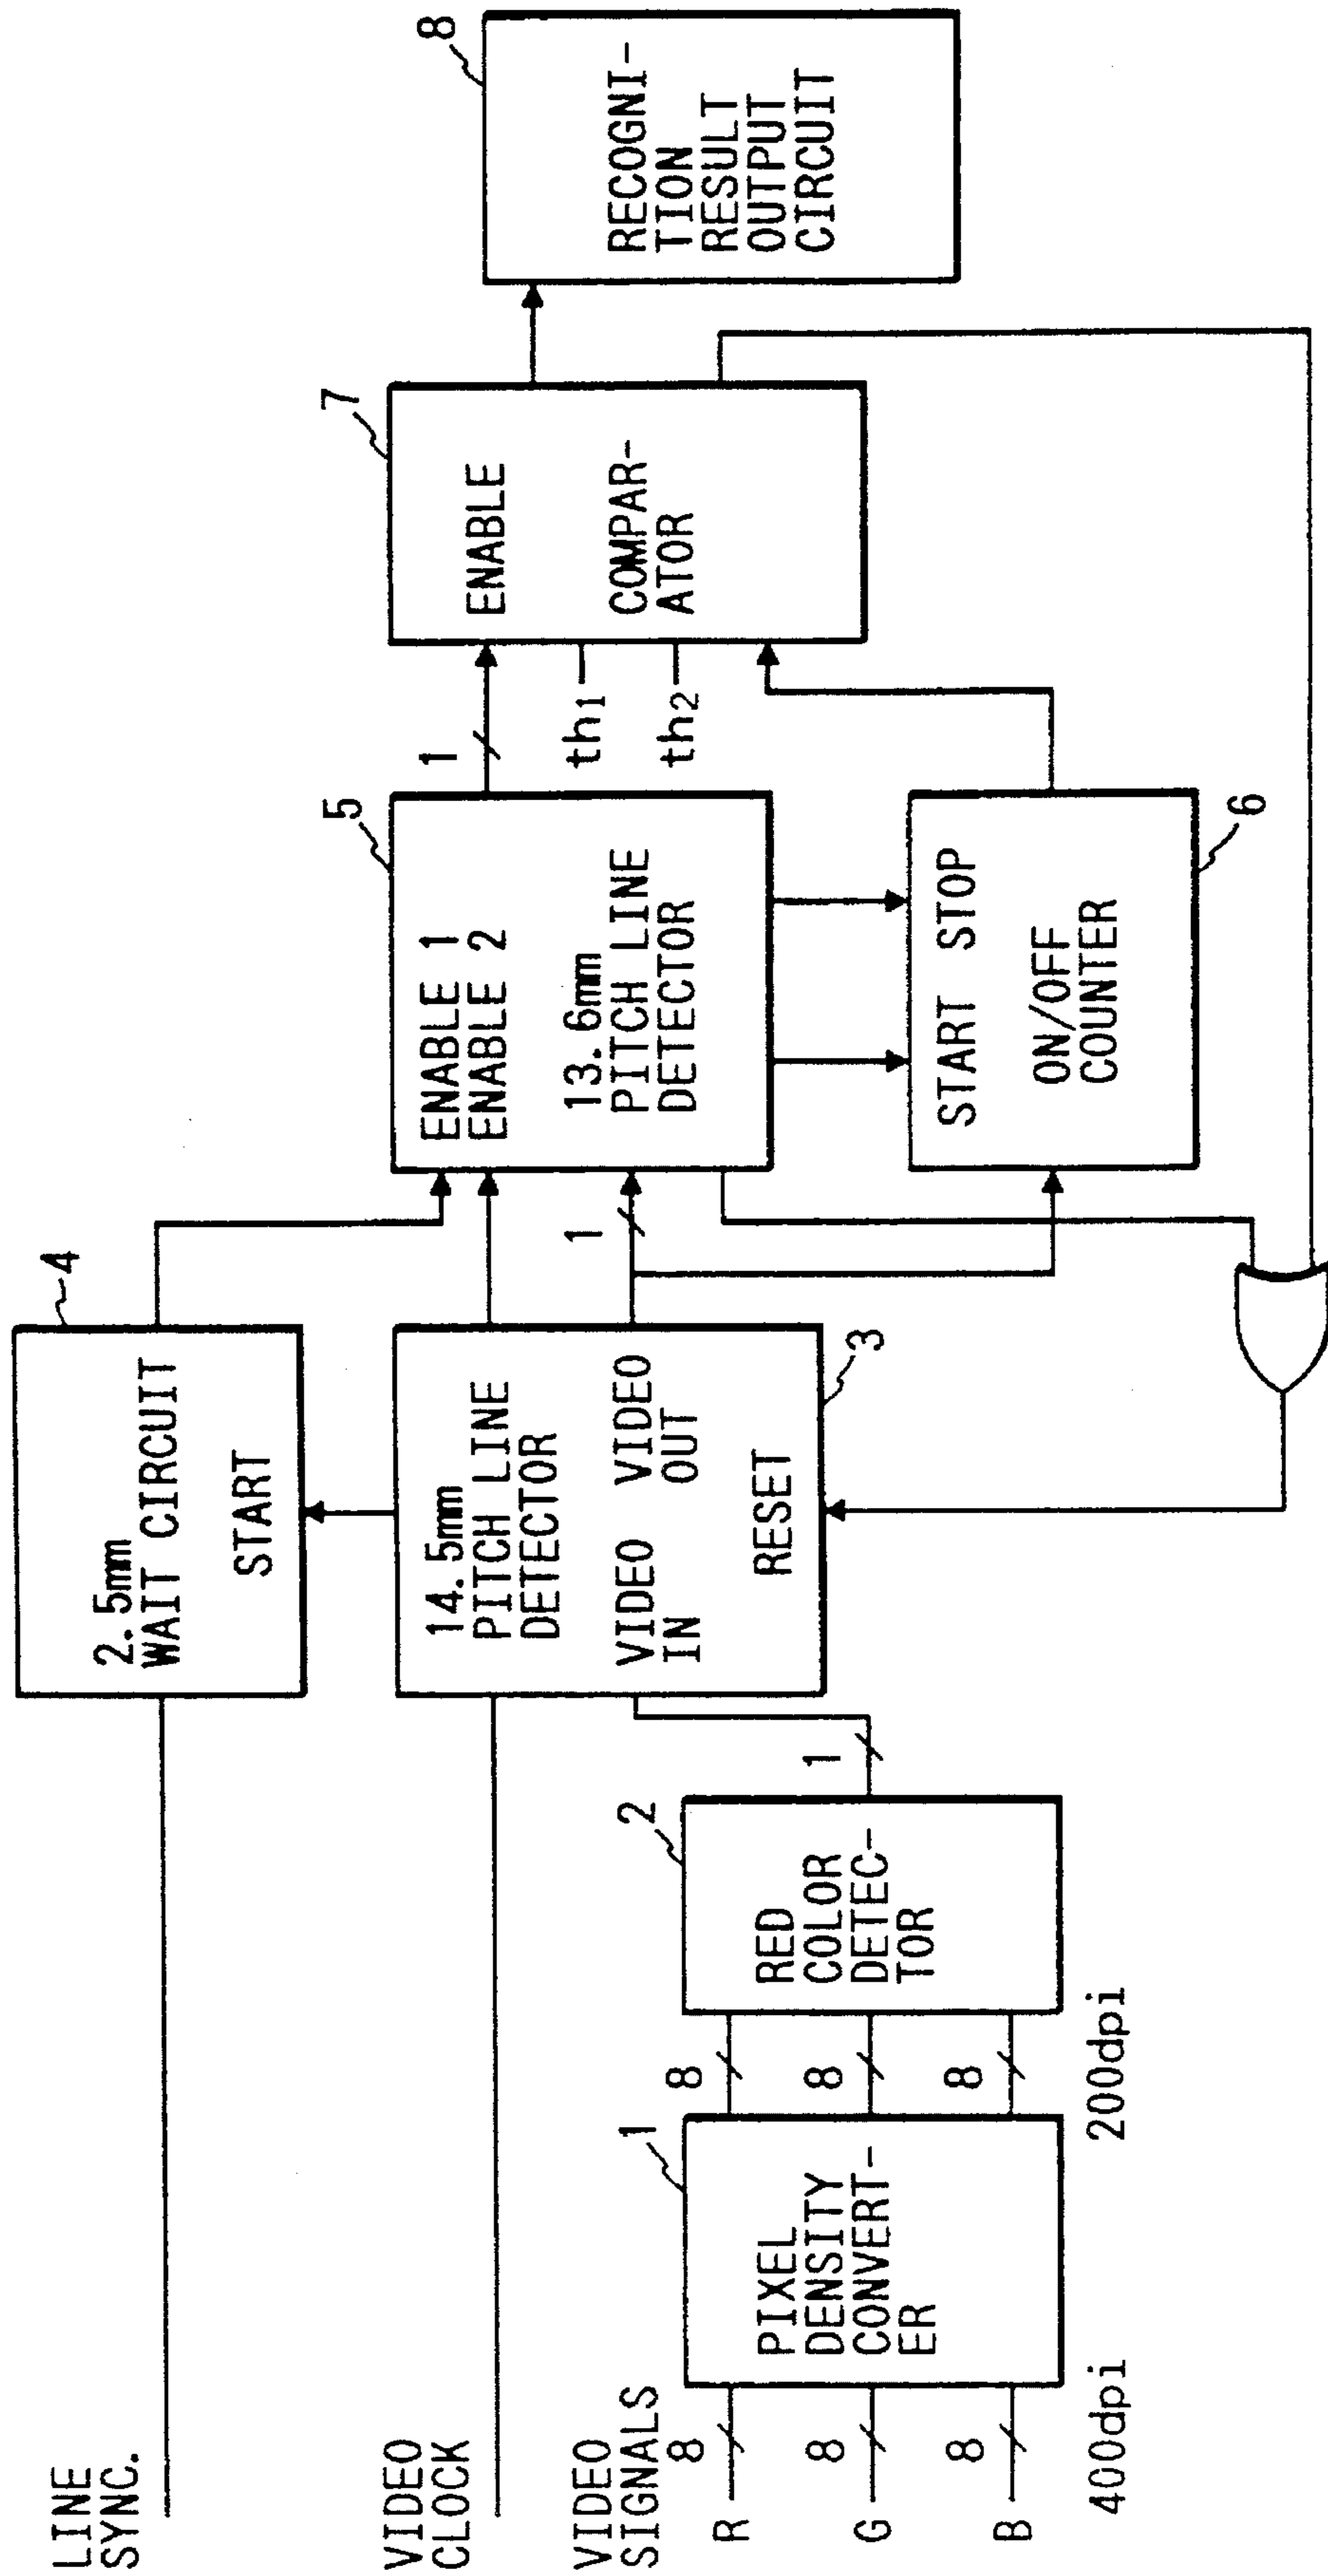 LINE
SYNC.
VIDEO
CLOCK
VIDEO
SIGNALS
R
8
G
8
B
8
400dpi
1
PIXEL
DENSITY
CONVERT-
ER
8
8
8
200dpi
2
RED
COLOR
DETEC-
TOR
1
4
2.5mm
WAIT CIRCUIT
START
14.5mm
PITCH LINE
DETECTOR
VIDEO IN
VIDEO OUT
RESET
3
1
5
ENABLE 1
ENABLE 2
13.6mm
PITCH LINE
DETECTOR
START STOP
ON/OFF
COUNTER
6
1
th1
th2
7
ENABLE
COMPAR-
ATOR
8
RECOGNI-
TION
RESULT
OUTPUT
CIRCUIT